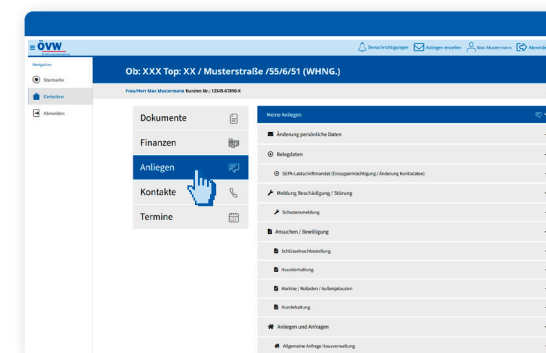 ÖVW
Benachrichtigungen
Anliegen erstellen
Max Mustermann
Abmelden
Navigation
Startseite
Einheiten
Abmelden
Ob: XXX Top: XX / Musterstraße /55/6/51 (WHNG.)
Frau/Herr Max Mustermann Kunden Nr.: 12345-67890-X
Dokumente
Finanzen
Anliegen
Kontakte
Termine
Meine Anliegen
Änderung persönliche Daten
Belegdaten
SEPA-Lastschriftmandat (Einzugsermächtigung / Änderung Kontodaten)
Meldung Beschädigung / Störung
Schadensmeldung
Ansuchen / Bewilligung
Schlüsselnachbestellung
Haustierhaltung
Markise / Rolladen / Außenjalousien
Hundehaltung
Anliegen und Anfragen
Allgemeine Anfrage Hausverwaltung